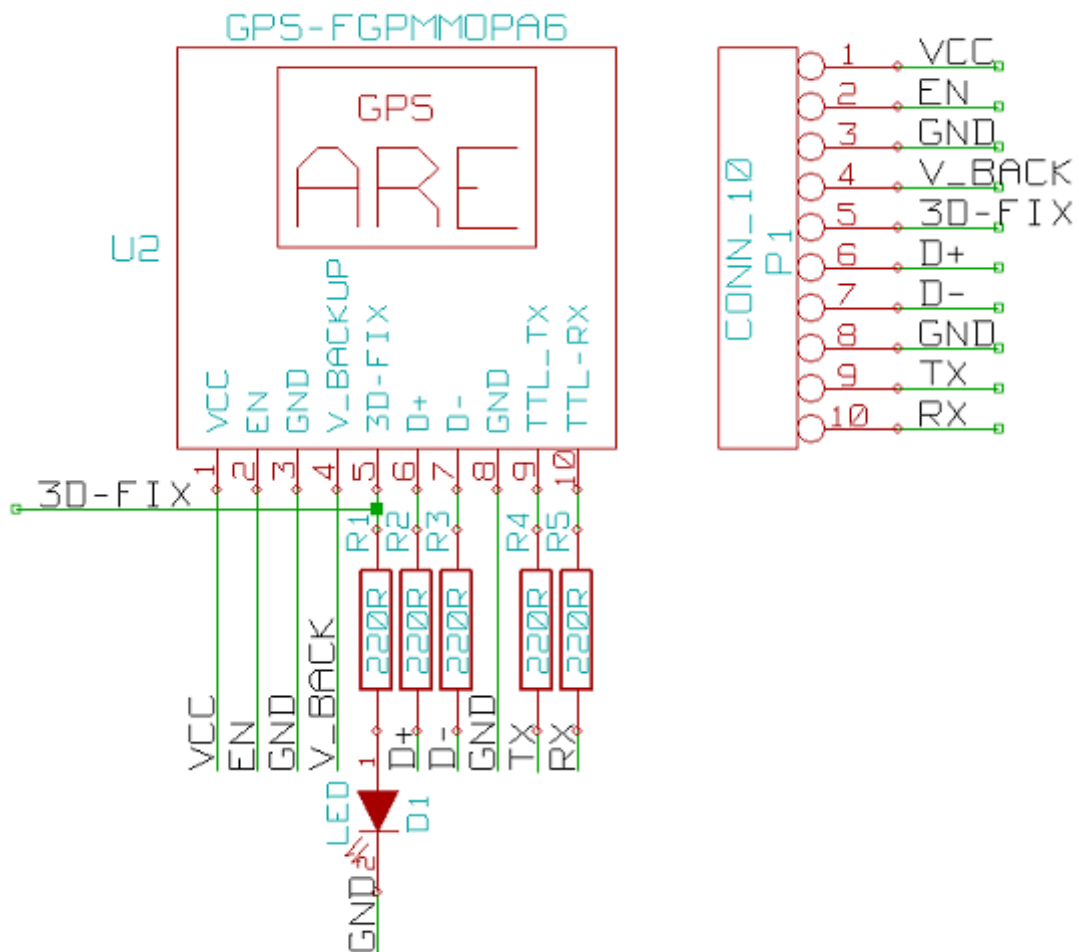 GPS-FGPMMOPA6
GPS
ARE
U2
VCC
EN
GND
V_BACKUP
3D-FIX
D+
D-
GND
TTL_TX
TTL-RX
1
2
3
4
5
6
7
8
9
10
3D-FIX
R1
R2
R3
R4
R5
220R
220R
220R
220R
220R
VCC
EN
GND
V_BACK
D+
D-
GND
TX
RX
1
LED
D1
2
GND
CONN_10
P1
1 VCC
2 EN
3 GND
4 V_BACK
5 3D-FIX
6 D+
7 D-
8 GND
9 TX
10 RX